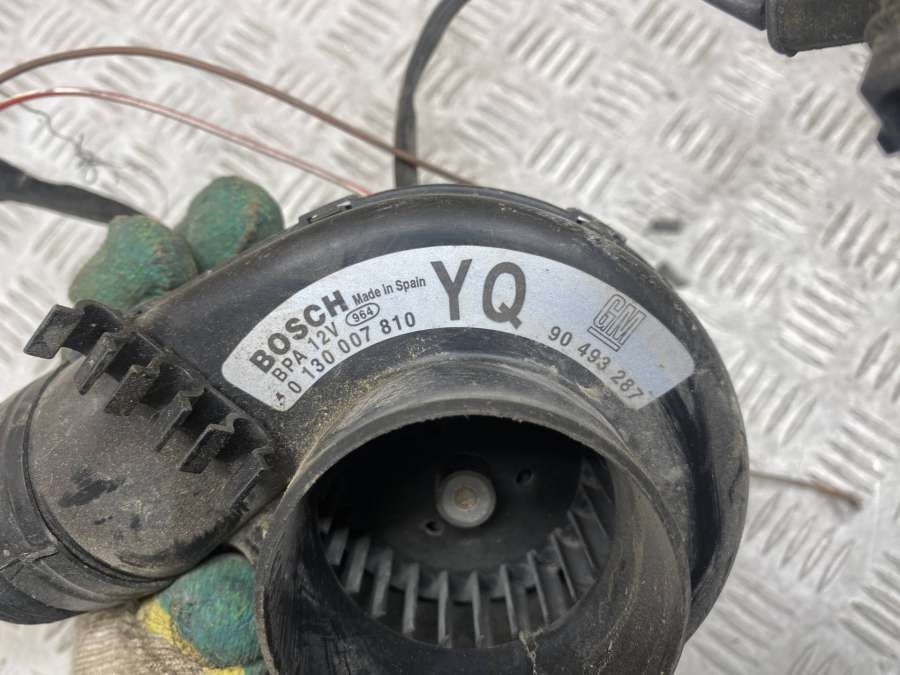 BOSCH Made in Spain
BPA 12V 964
0 130 007 810
YQ
GM
90 493 287